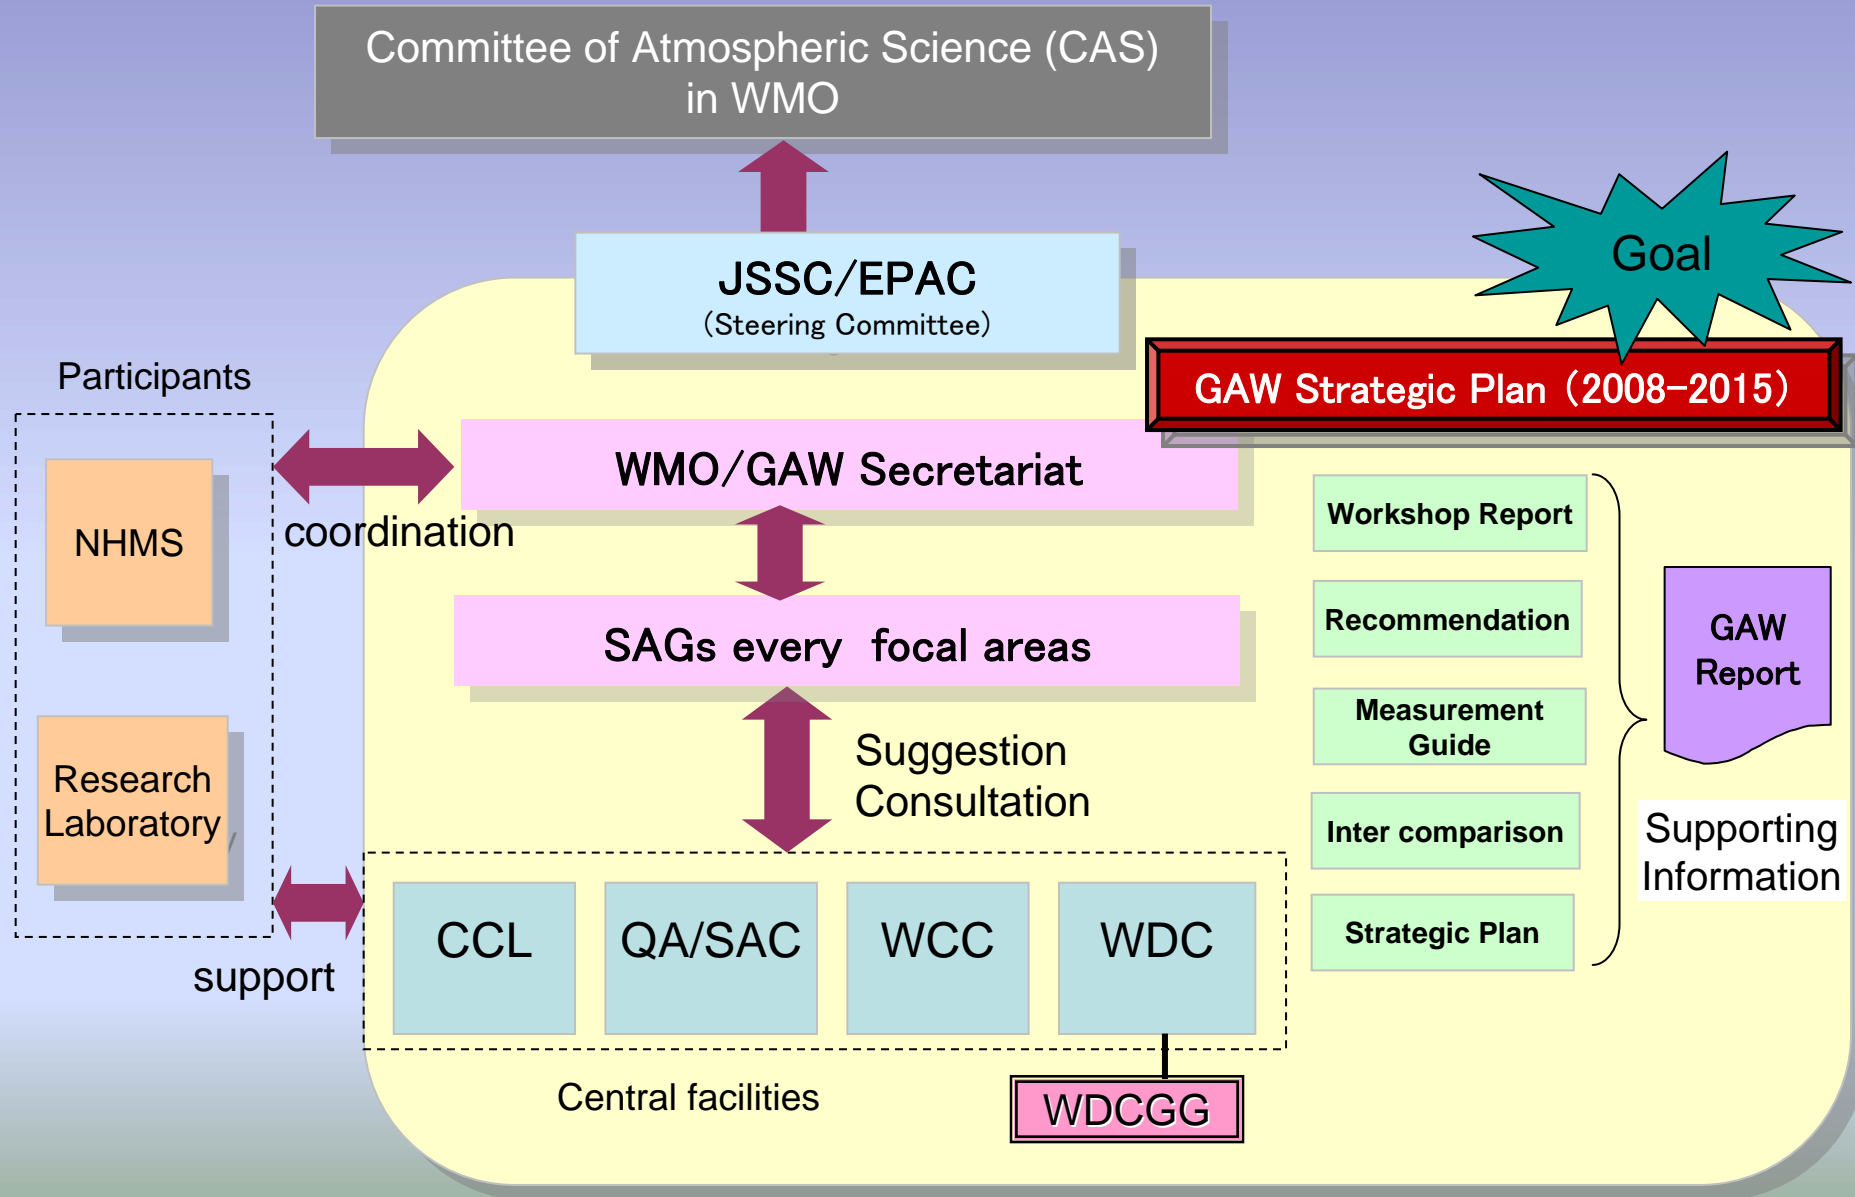 Committee of Atmospheric Science (CAS)
in WMO
JSSC/EPAC
(Steering Committee)
Goal
GAW Strategic Plan (2008-2015)
Participants
NHMS
Research
Laboratory
coordination
support
WMO/GAW Secretariat
SAGs every focal areas
Suggestion
Consultation
CCL
QA/SAC
WCC
WDC
Central facilities
WDCGG
Workshop Report
Recommendation
Measurement
Guide
Inter comparison
Strategic Plan
GAW
Report
Supporting
Information